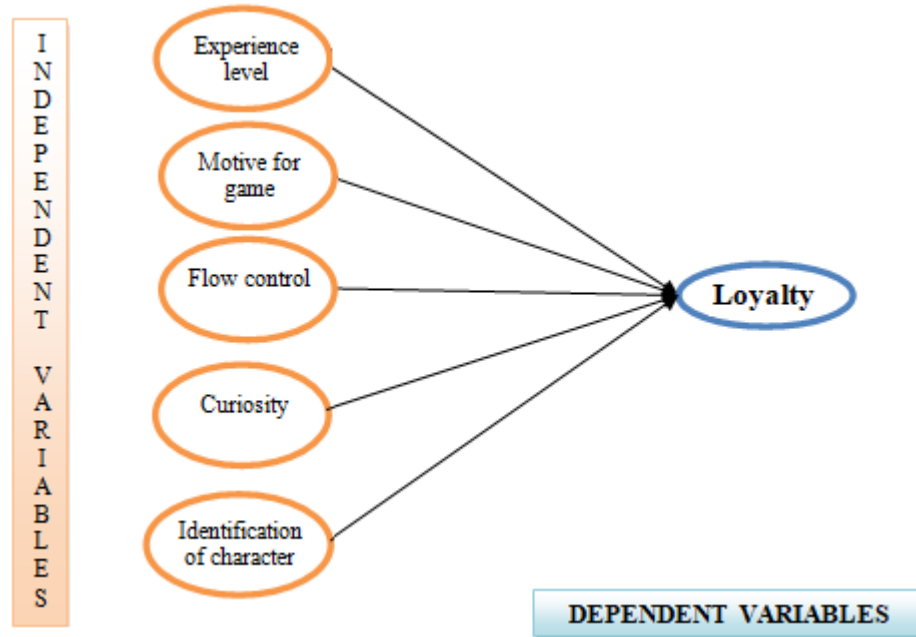 INDEPENDENT VARIABLES
Experience
level
Motive for
game
Flow control
Curiosity
Identification
of character
Loyalty
DEPENDENT VARIABLES